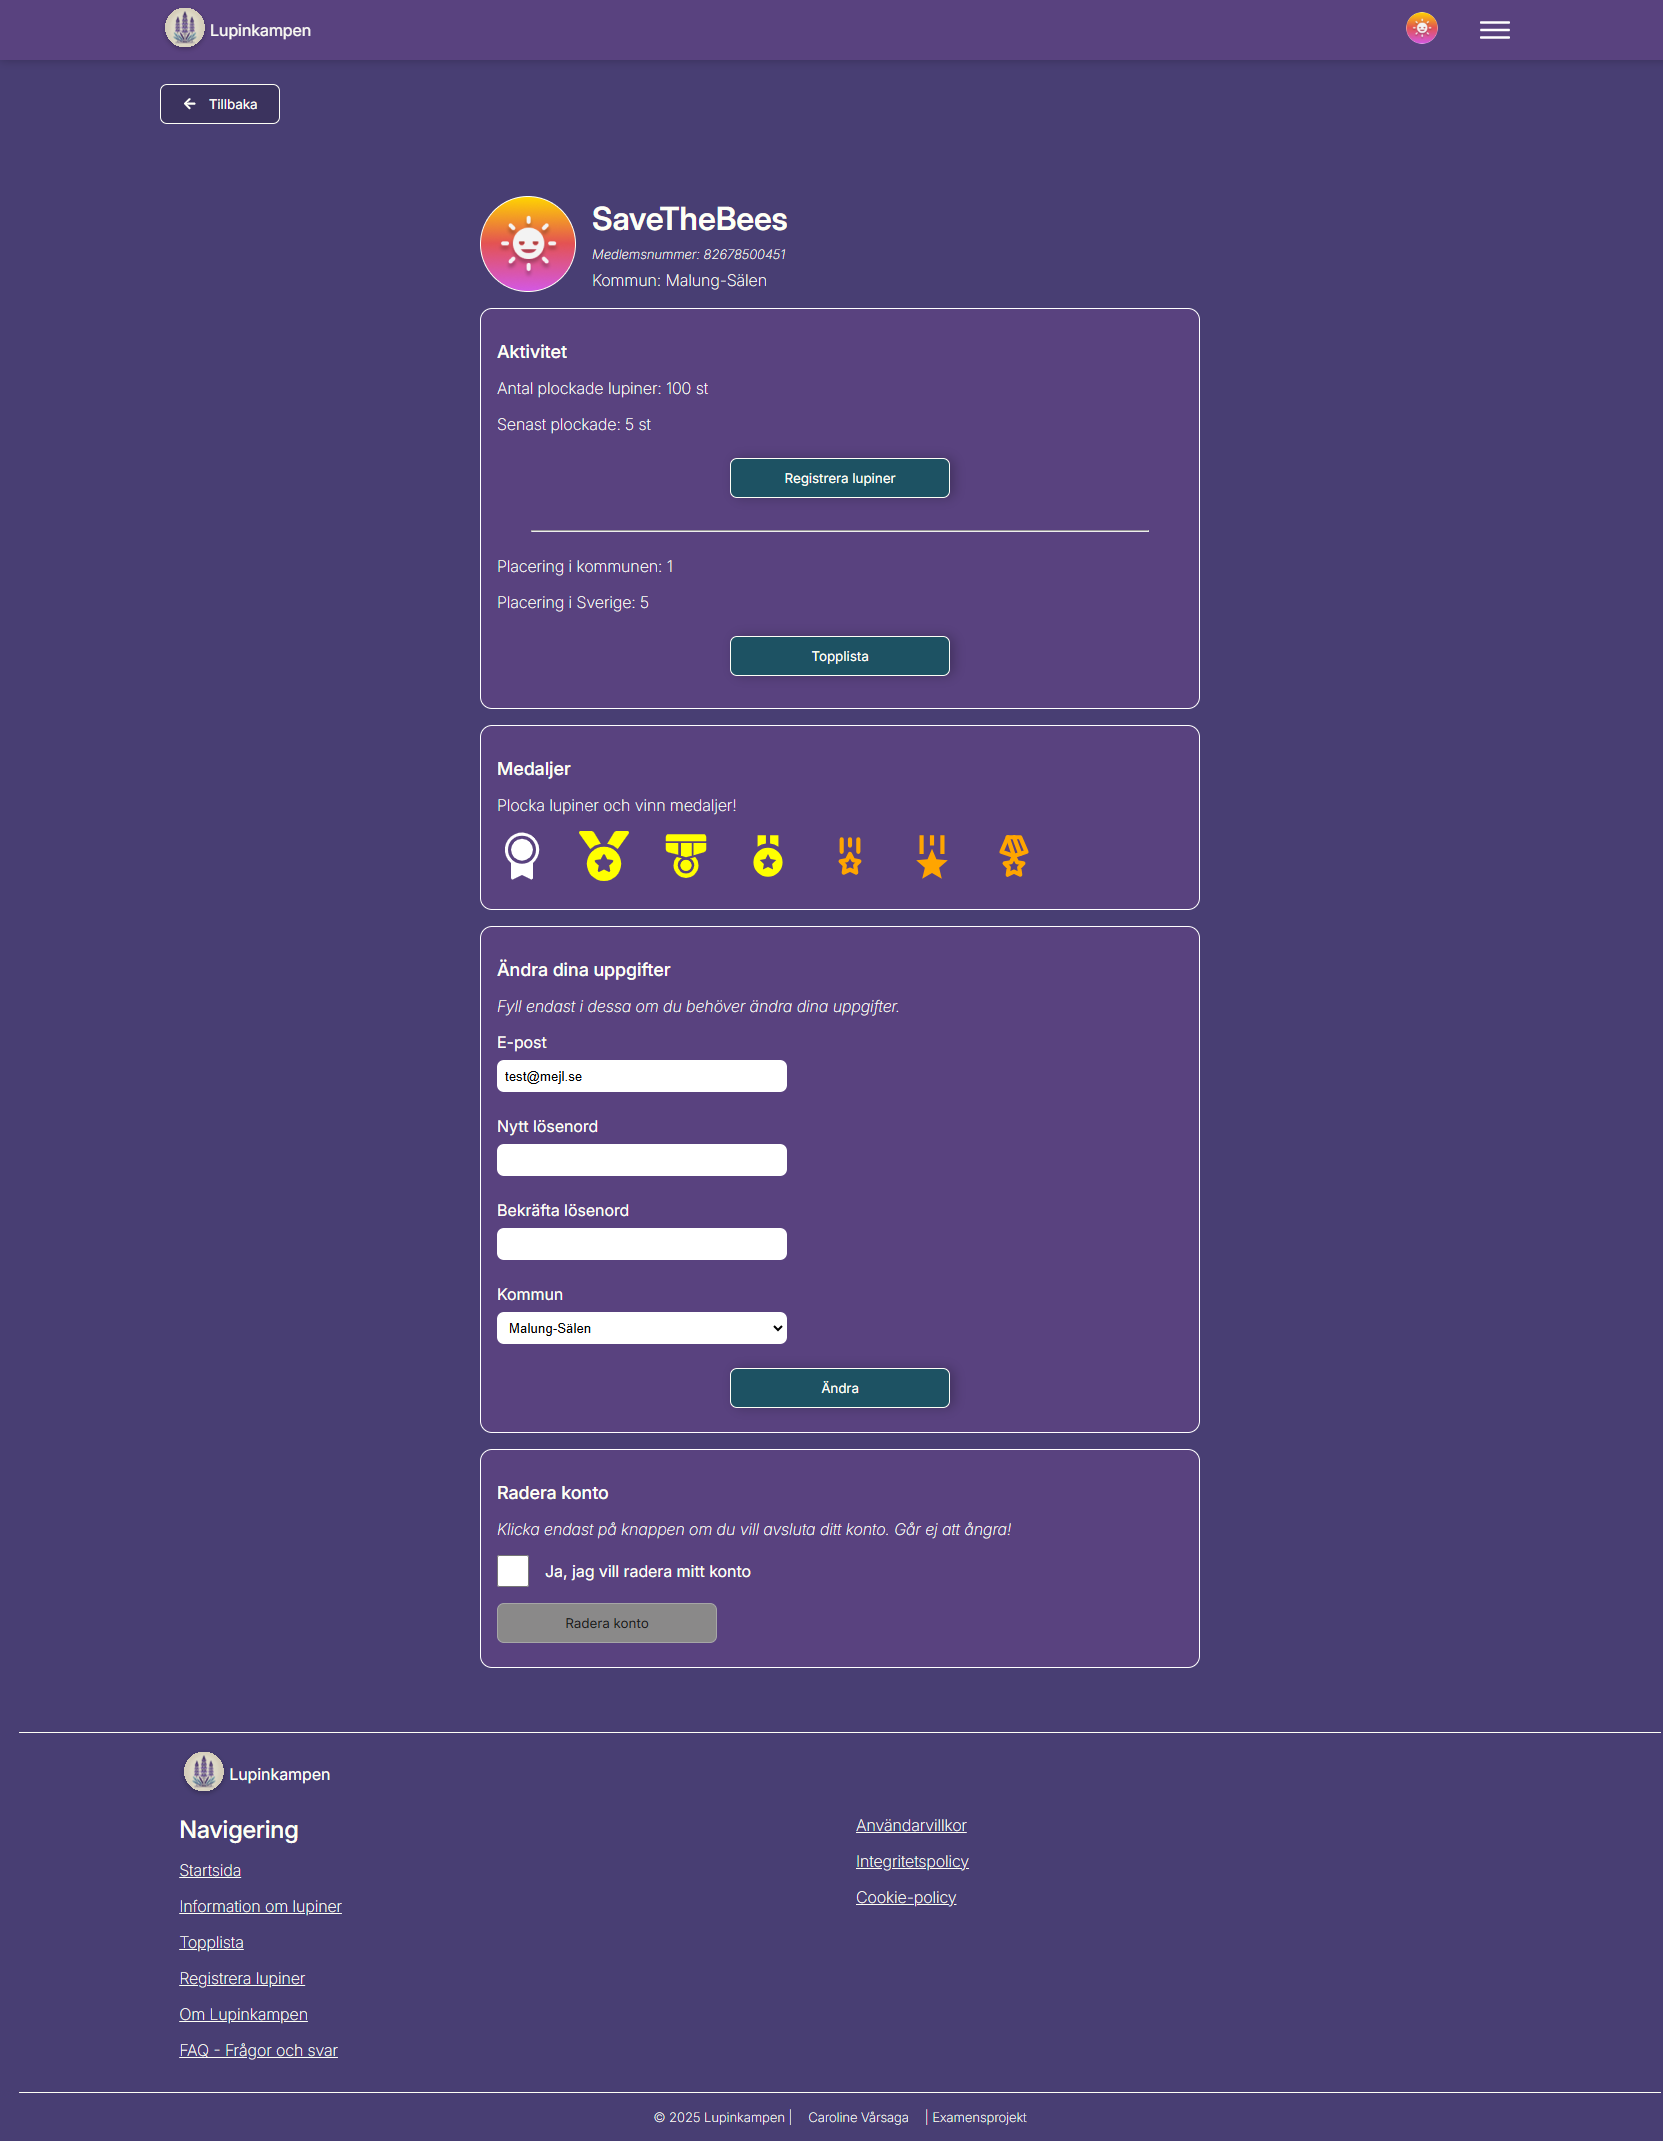 Lupinkampen
Tillbaka
SaveTheBees
Medlemsnummer: 82678500451
Kommun: Malung-Sälen
Aktivitet
Antal plockade lupiner: 100 st
Senast plockade: 5 st
Registrera lupiner
Placering i kommunen: 1
Placering i Sverige: 5
Topplista
Medaljer
Plocka lupiner och vinn medaljer!
Ändra dina uppgifter
Fyll endast i dessa om du behöver ändra dina uppgifter.
E-post
test@mejl.se
Nytt lösenord
Bekräfta lösenord
Kommun
Malung-Sälen
Ändra
Radera konto
Klicka endast på knappen om du vill avsluta ditt konto. Går ej att ångra!
Ja, jag vill radera mitt konto
Radera konto
Lupinkampen
Navigering
Startsida
Information om lupiner
Topplista
Registrera lupiner
Om Lupinkampen
FAQ - Frågor och svar
Användarvillkor
Integritetspolicy
Cookie-policy
© 2025 Lupinkampen | Caroline Vårsaga | Examensprojekt